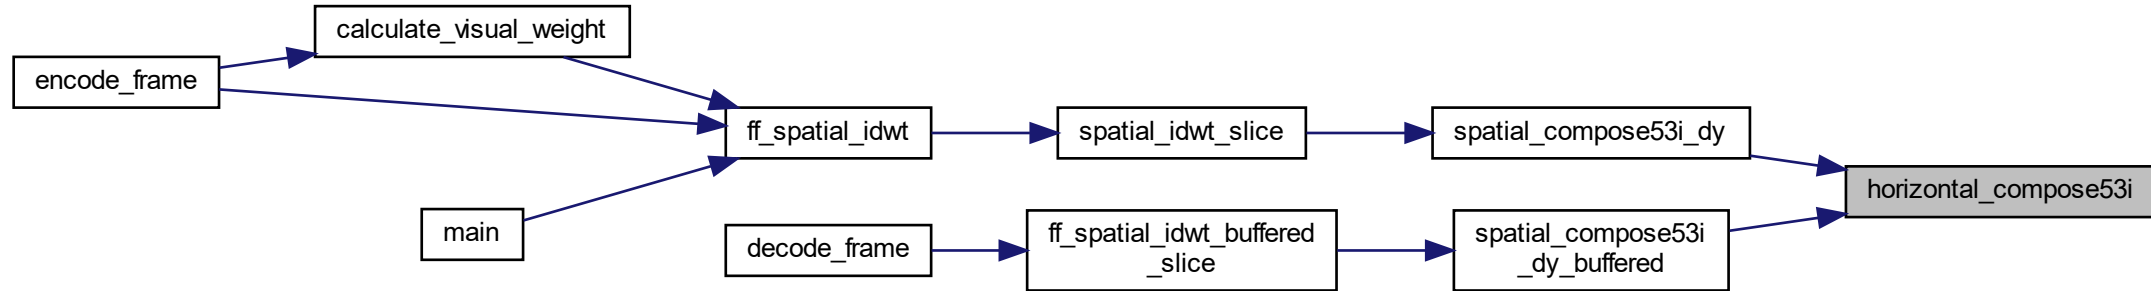 calculate_visual_weight
encode_frame
ff_spatial_idwt
spatial_idwt_slice
spatial_compose53i_dy
horizontal_compose53i
main
decode_frame
ff_spatial_idwt_buffered
_slice
spatial_compose53i
_dy_buffered